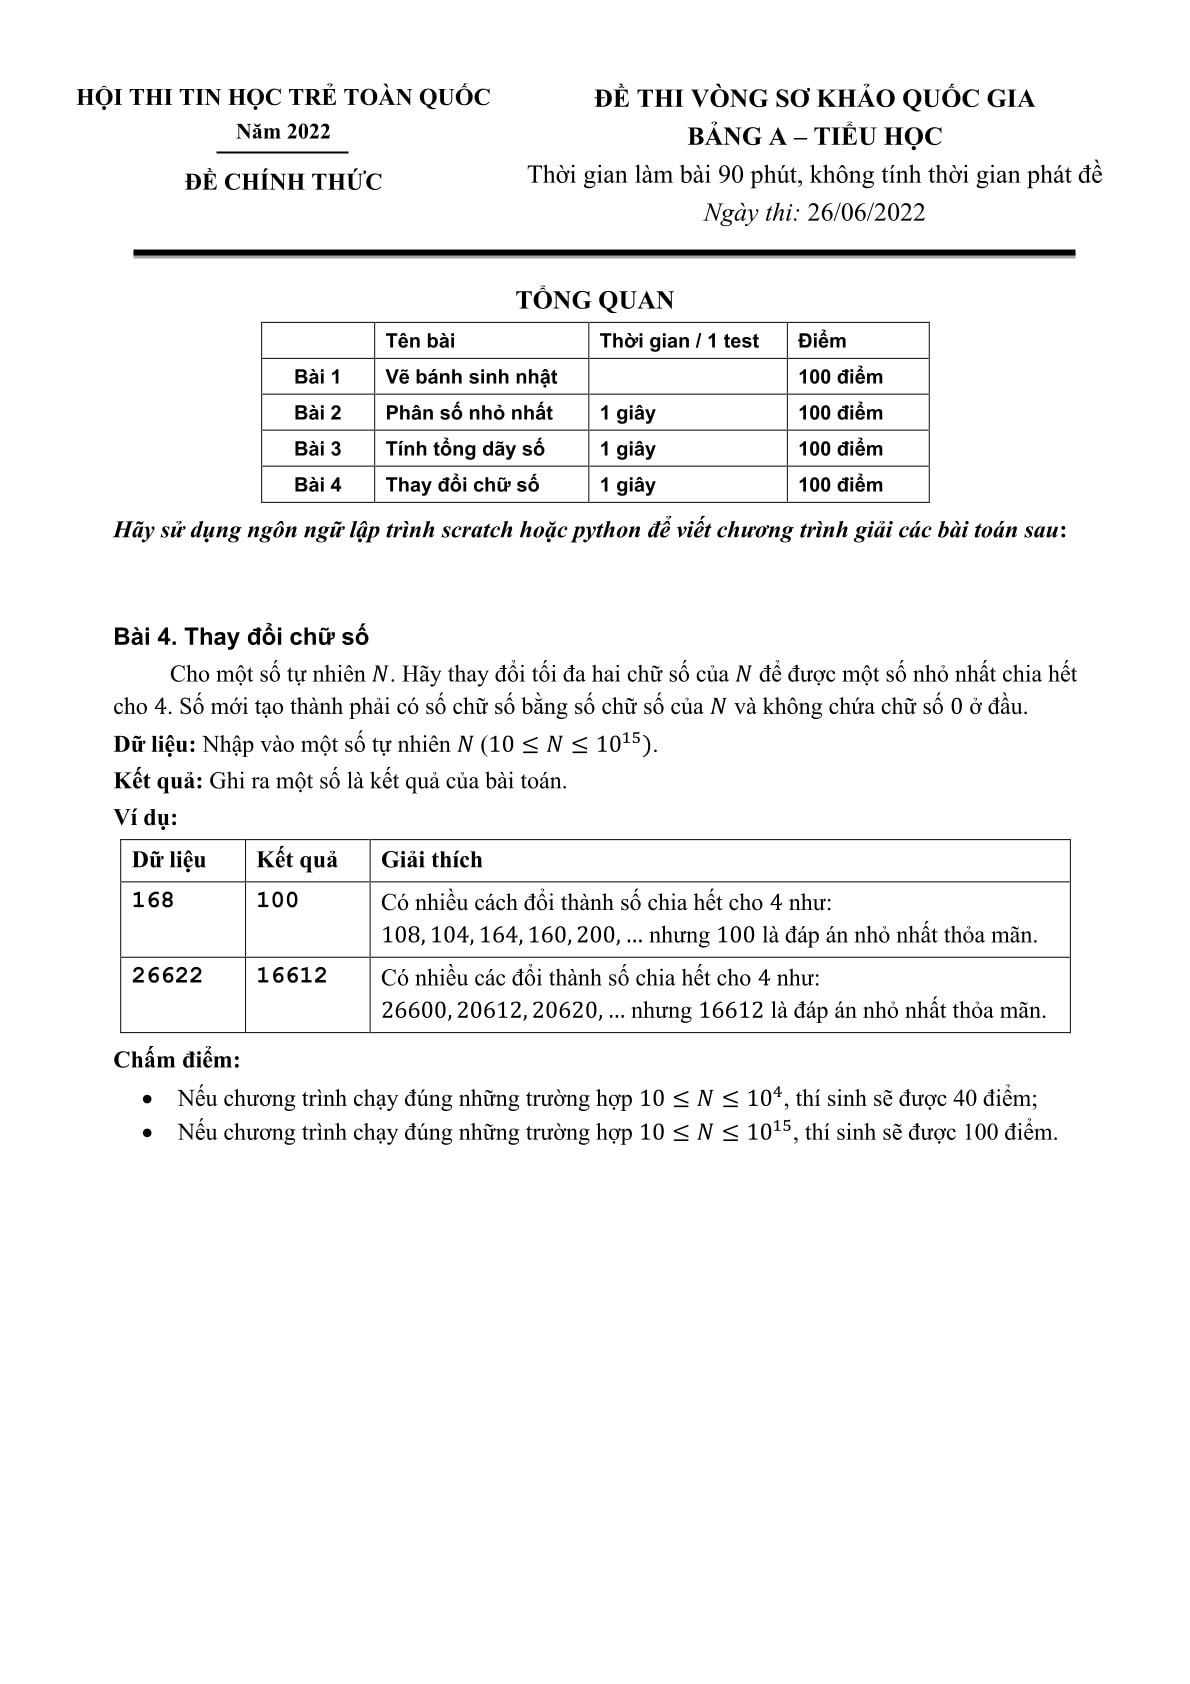 HỘI THI TIN HỌC TRẺ TOÀN QUỐC
Năm 2022
ĐỀ CHÍNH THỨC
ĐỀ THI VÒNG SƠ KHẢO QUỐC GIA
BẢNG A – TIỂU HỌC
Thời gian làm bài 90 phút, không tính thời gian phát đề
Ngày thi: 26/06/2022
TỔNG QUAN
Tên bài Thời gian / 1 test Điểm
Bài 1 Vẽ bánh sinh nhật 100 điểm
Bài 2 Phân số nhỏ nhất 1 giây 100 điểm
Bài 3 Tính tổng dãy số 1 giây 100 điểm
Bài 4 Thay đổi chữ số 1 giây 100 điểm
Hãy sử dụng ngôn ngữ lập trình scratch hoặc python để viết chương trình giải các bài toán sau:
Bài 4. Thay đổi chữ số
Cho một số tự nhiên N. Hãy thay đổi tối đa hai chữ số của N để được một số nhỏ nhất chia hết
cho 4. Số mới tạo thành phải có số chữ số bằng số chữ số của N và không chứa chữ số 0 ở đầu.
Dữ liệu: Nhập vào một số tự nhiên N (10 ≤ N ≤ 10¹⁵).
Kết quả: Ghi ra một số là kết quả của bài toán.
Ví dụ:
Dữ liệu Kết quả Giải thích
168 100 Có nhiều cách đổi thành số chia hết cho 4 như:
108, 104, 164, 160, 200, … nhưng 100 là đáp án nhỏ nhất thỏa mãn.
26622 16612 Có nhiều các đổi thành số chia hết cho 4 như:
26600, 20612, 20620, … nhưng 16612 là đáp án nhỏ nhất thỏa mãn.
Chấm điểm:
• Nếu chương trình chạy đúng những trường hợp 10 ≤ N ≤ 10⁴, thí sinh sẽ được 40 điểm;
• Nếu chương trình chạy đúng những trường hợp 10 ≤ N ≤ 10¹⁵, thí sinh sẽ được 100 điểm.